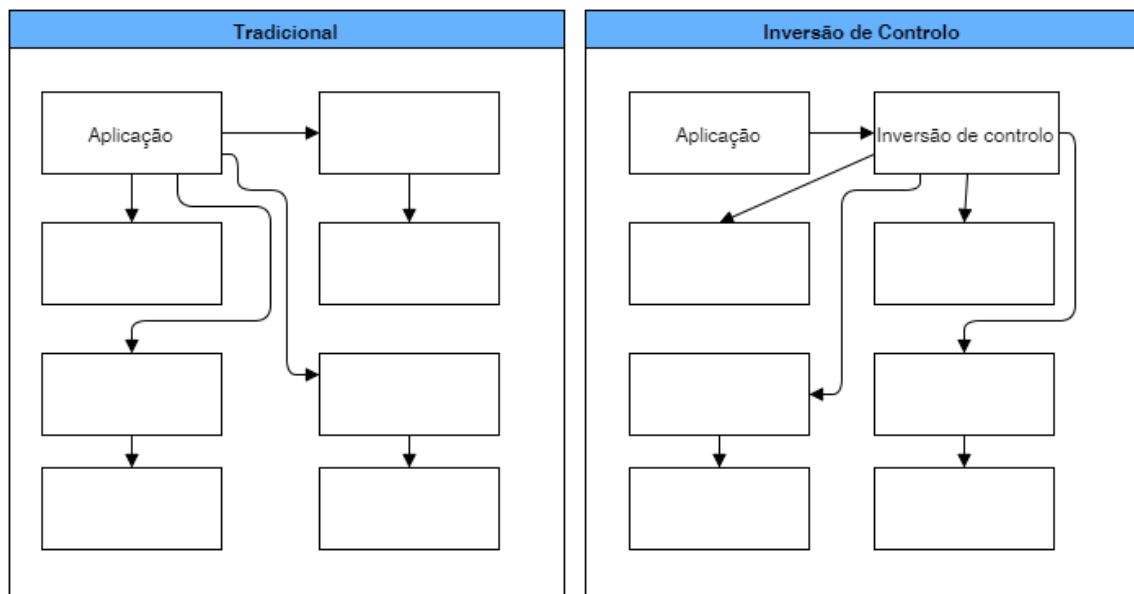 Tradicional
Aplicação
Inversão de Controlo
Aplicação
Inversão de controlo